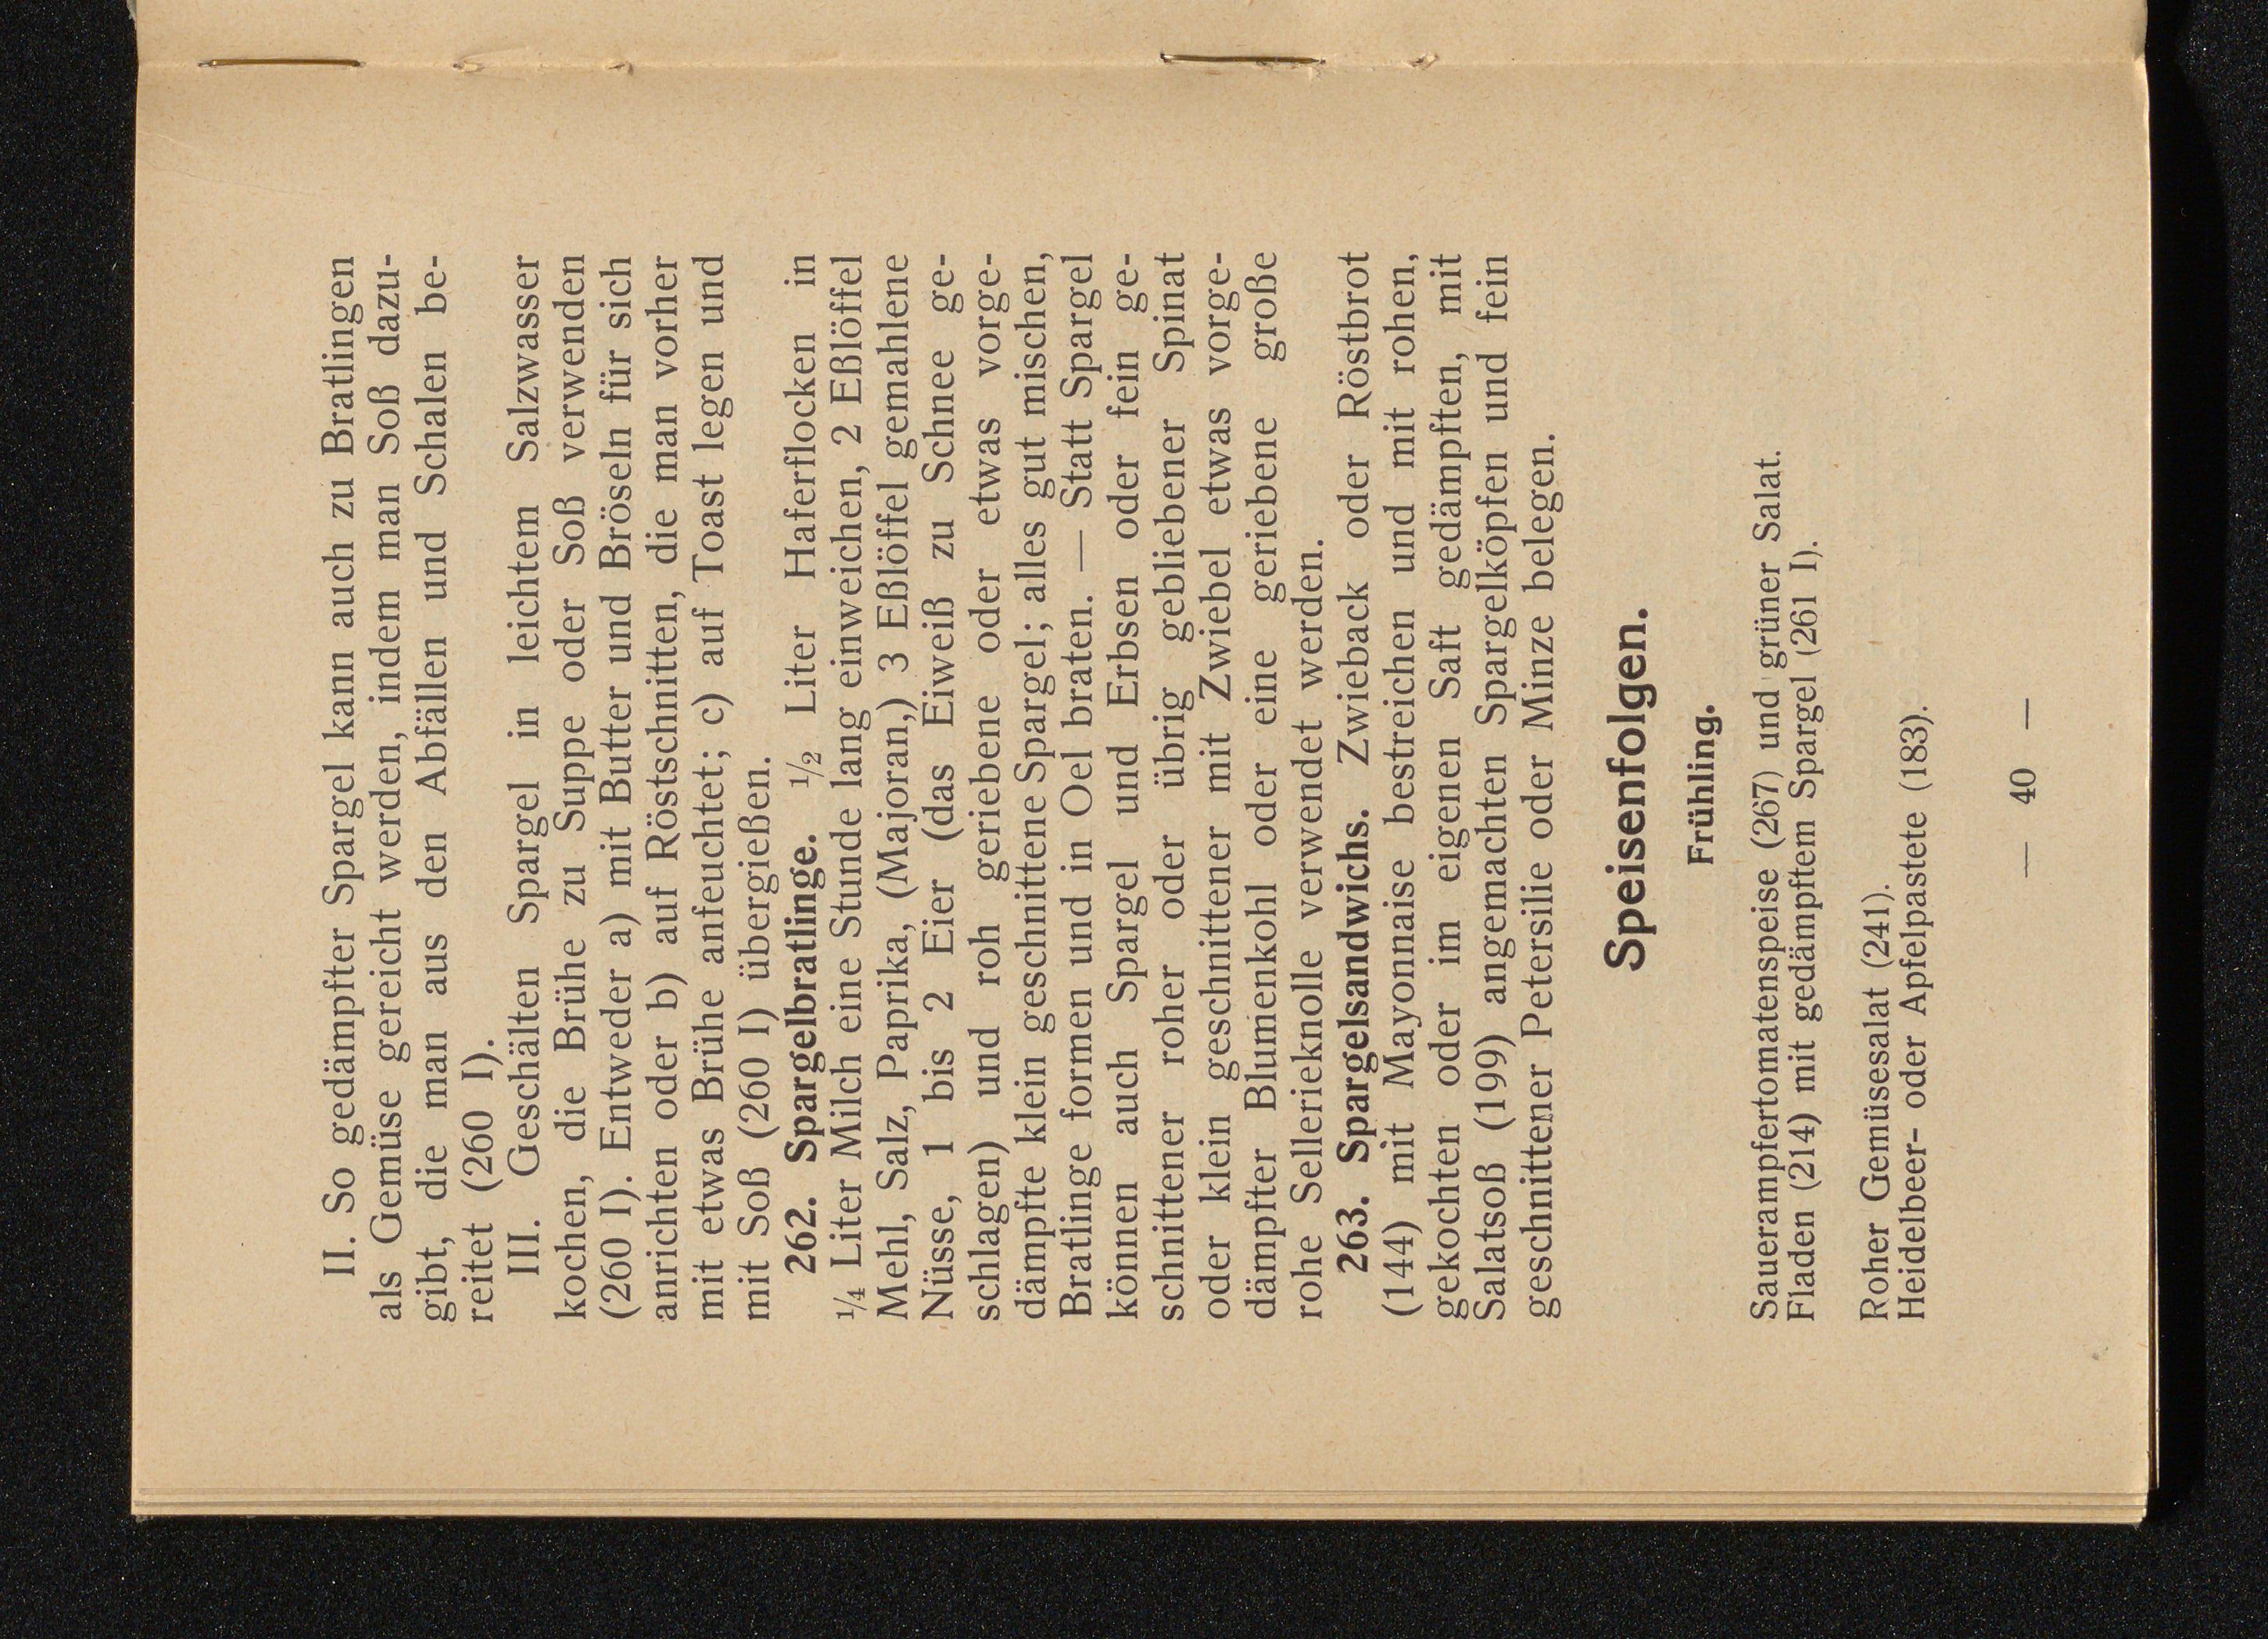 II. So gedämpfter Spargel kann auch zu Bratlingen
als Gemüse gereicht werden, indem man Soß dazu-
gibt, die man aus den Abfällen und Schalen be-
reitet (260 I).
III. Geschälten Spargel in leichtem Salzwasser
kochen, die Brühe zu Suppe oder Soß verwenden
(260 I). Entweder a) mit Butter und Bröseln für sich
anrichten oder b) auf Röstschnitten, die man vorher
mit etwas Brühe anfeuchtet; c) auf Toast legen und
mit Soß (260 I) übergießen.
262. Spargelbratlinge. ½ Liter Haferflocken in
¼ Liter Milch eine Stunde lang einweichen, 2 Eßlöffel
Mehl, Salz, Paprika, (Majoran,) 3 Eßlöffel gemahlene
Nüsse, 1 bis 2 Eier (das Eiweiß zu Schnee ge-
schlagen) und roh geriebene oder etwas vorge-
dämpfte klein geschnittene Spargel; alles gut mischen,
Bratlinge formen und in Oel braten. — Statt Spargel
können auch Spargel und Erbsen oder fein ge-
schnittener roher oder übrig gebliebener Spinat
oder klein geschnittener mit Zwiebel etwas vorge-
dämpfter Blumenkohl oder eine geriebene große
rohe Sellerieknolle verwendet werden.
263. Spargelsandwichs. Zwieback oder Röstbrot
(144) mit Mayonnaise bestreichen und mit rohen,
gekochten oder im eigenen Saft gedämpften, mit
Salatsoß (199) angemachten Spargelköpfen und fein
geschnittener Petersilie oder Minze belegen.
Speisenfolgen.
Frühling.
Sauerampfertomatenspeise (267) und grüner Salat.
Fladen (214) mit gedämpftem Spargel (261 I).
Roher Gemüsesalat (241).
Heidelbeer- oder Apfelpastete (183).
— 40 —